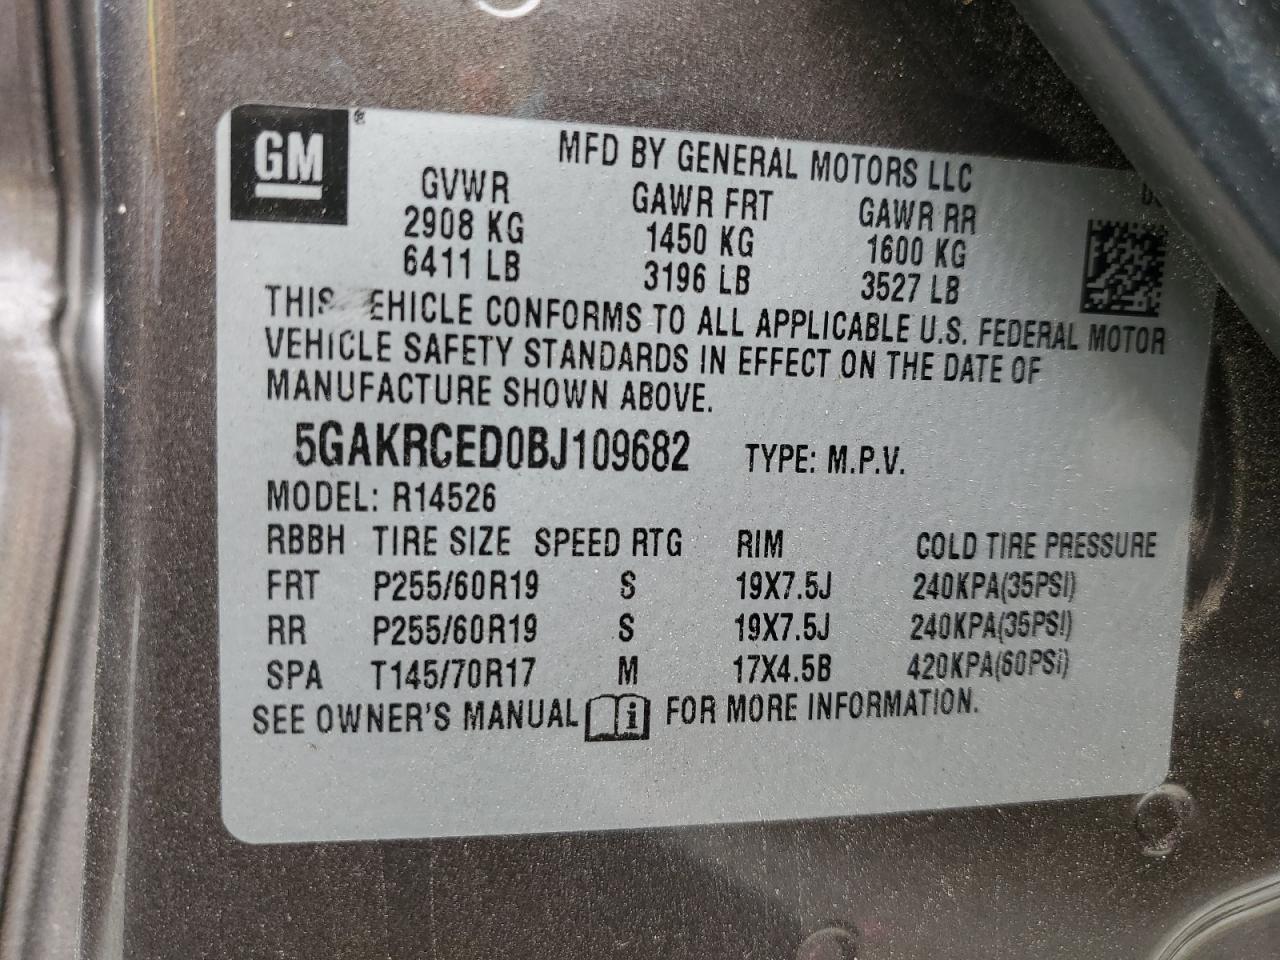 GM®
MFD BY GENERAL MOTORS LLC
GVWR GAWR FRT GAWR RR
2908 KG 1450 KG 1600 KG
6411 LB 3196 LB 3527 LB
THIS EHICLE CONFORMS TO ALL APPLICABLE U.S. FEDERAL MOTOR
VEHICLE SAFETY STANDARDS IN EFFECT ON THE DATE OF
MANUFACTURE SHOWN ABOVE.
5GAKRCED0BJ109682 TYPE: M.P.V.
MODEL: R14526
RBBH TIRE SIZE SPEED RTG RIM COLD TIRE PRESSURE
FRT P255/60R19 S 19X7.5J 240KPA(35PSI)
RR P255/60R19 S 19X7.5J 240KPA(35PSI)
SPA T145/70R17 M 17X4.5B 420KPA(60PSI)
SEE OWNER'S MANUAL i FOR MORE INFORMATION.